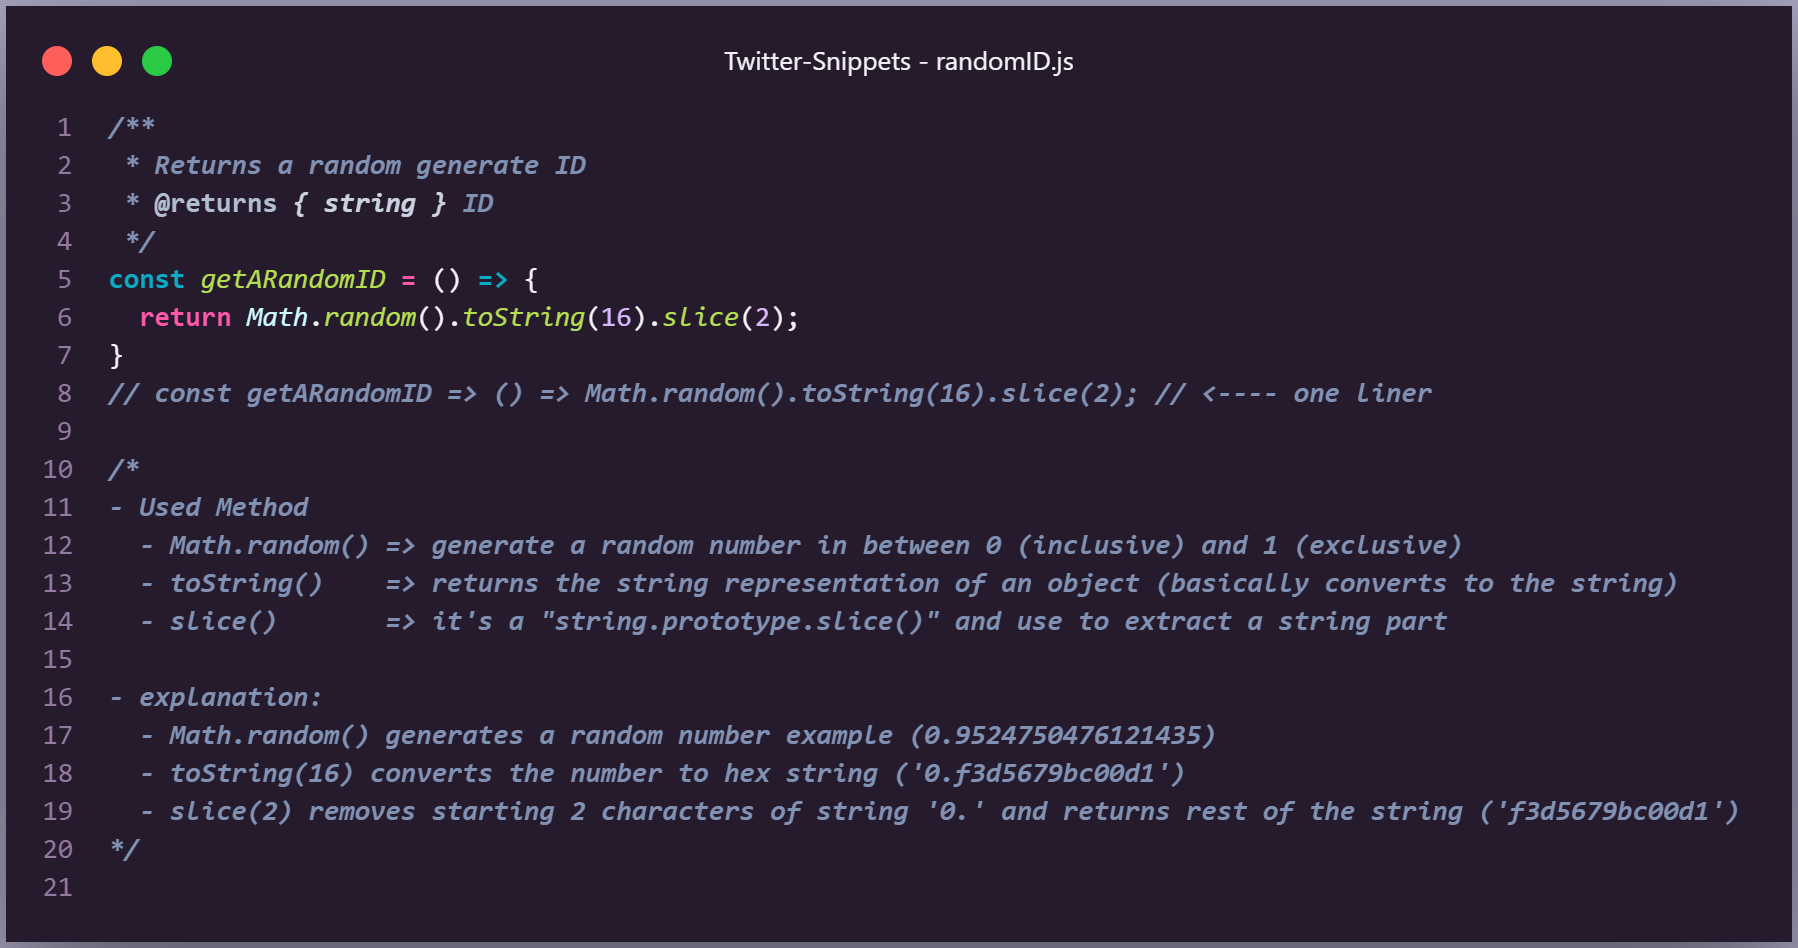 Twitter-Snippets - randomID.js
1 /**
2  * Returns a random generate ID
3  * @returns { string } ID
4  */
5 const getARandomID = () => {
6   return Math.random().toString(16).slice(2);
7 }
8 // const getARandomID => () => Math.random().toString(16).slice(2); // <---- one liner
9
10 /*
11 - Used Method
12   - Math.random() => generate a random number in between 0 (inclusive) and 1 (exclusive)
13   - toString()    => returns the string representation of an object (basically converts to the string)
14   - slice()       => it's a "string.prototype.slice()" and use to extract a string part
15
16 - explanation:
17   - Math.random() generates a random number example (0.9524750476121435)
18   - toString(16) converts the number to hex string ('0.f3d5679bc00d1')
19   - slice(2) removes starting 2 characters of string '0.' and returns rest of the string ('f3d5679bc00d1')
20 */
21